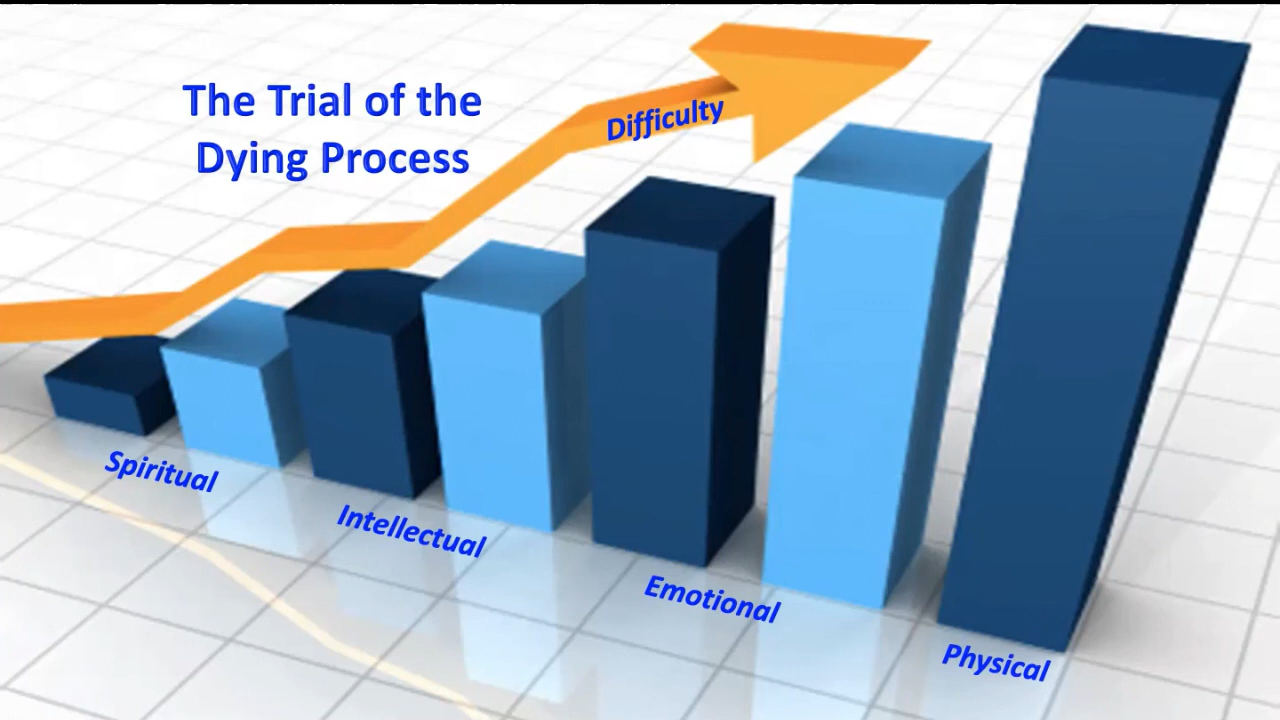 The Trial of the
Dying Process
Difficulty
Spiritual
Intellectual
Emotional
Physical